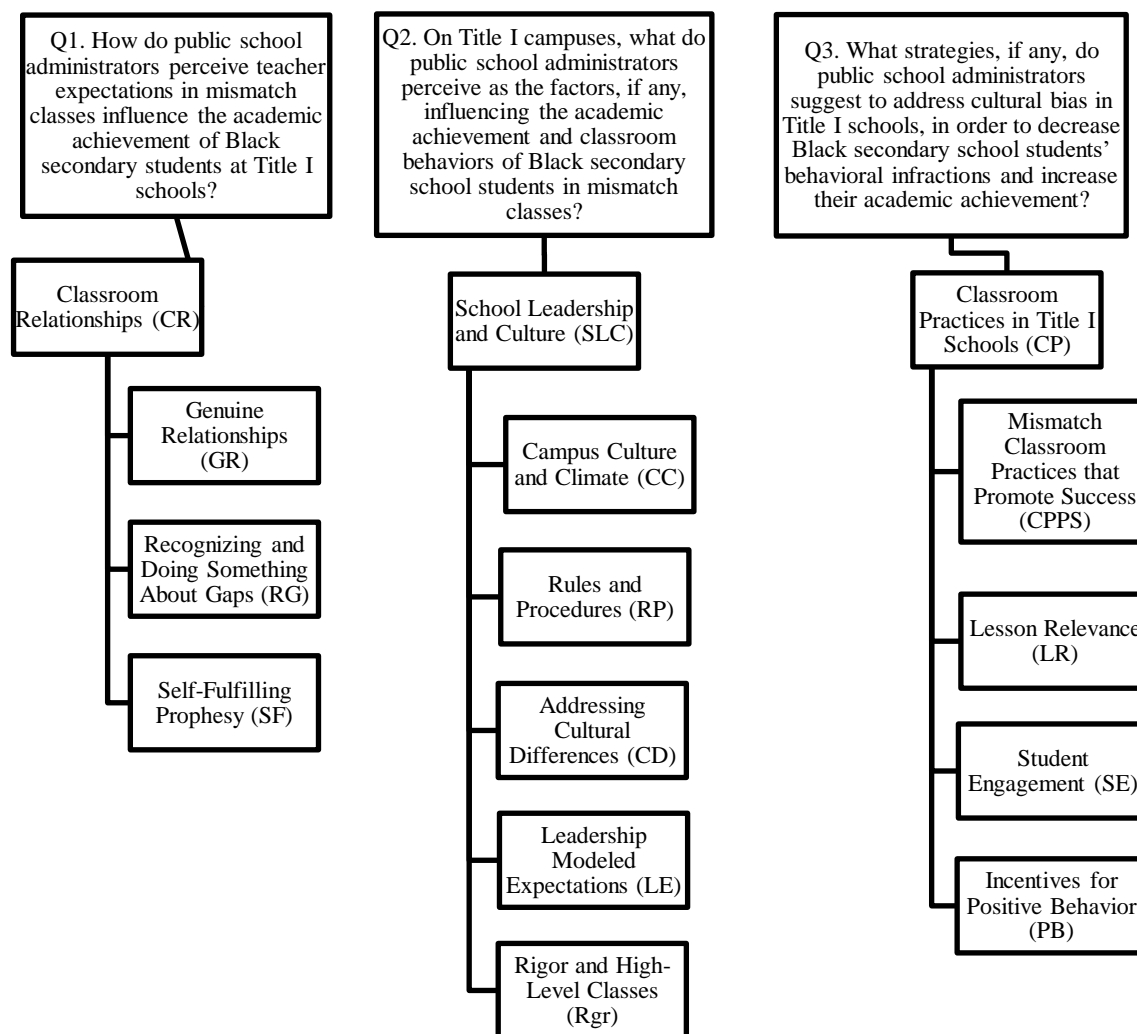 Q1. How do public school
administrators perceive teacher
expectations in mismatch
classes influence the academic
achievement of Black
secondary students at Title I
schools?
Classroom
Relationships (CR)
Genuine
Relationships
(GR)
Recognizing and
Doing Something
About Gaps (RG)
Self-Fulfilling
Prophesy (SF)
Q2. On Title I campuses, what do
public school administrators
perceive as the factors, if any,
influencing the academic
achievement and classroom
behaviors of Black secondary
school students in mismatch
classes?
School Leadership
and Culture (SLC)
Campus Culture
and Climate (CC)
Rules and
Procedures (RP)
Addressing
Cultural
Differences (CD)
Leadership
Modeled
Expectations (LE)
Rigor and High-
Level Classes
(Rgr)
Q3. What strategies, if any, do
public school administrators
suggest to address cultural bias in
Title I schools, in order to decrease
Black secondary school students’
behavioral infractions and increase
their academic achievement?
Classroom
Practices in Title I
Schools (CP)
Mismatch
Classroom
Practices that
Promote Success
(CPPS)
Lesson Relevance
(LR)
Student
Engagement (SE)
Incentives for
Positive Behavior
(PB)